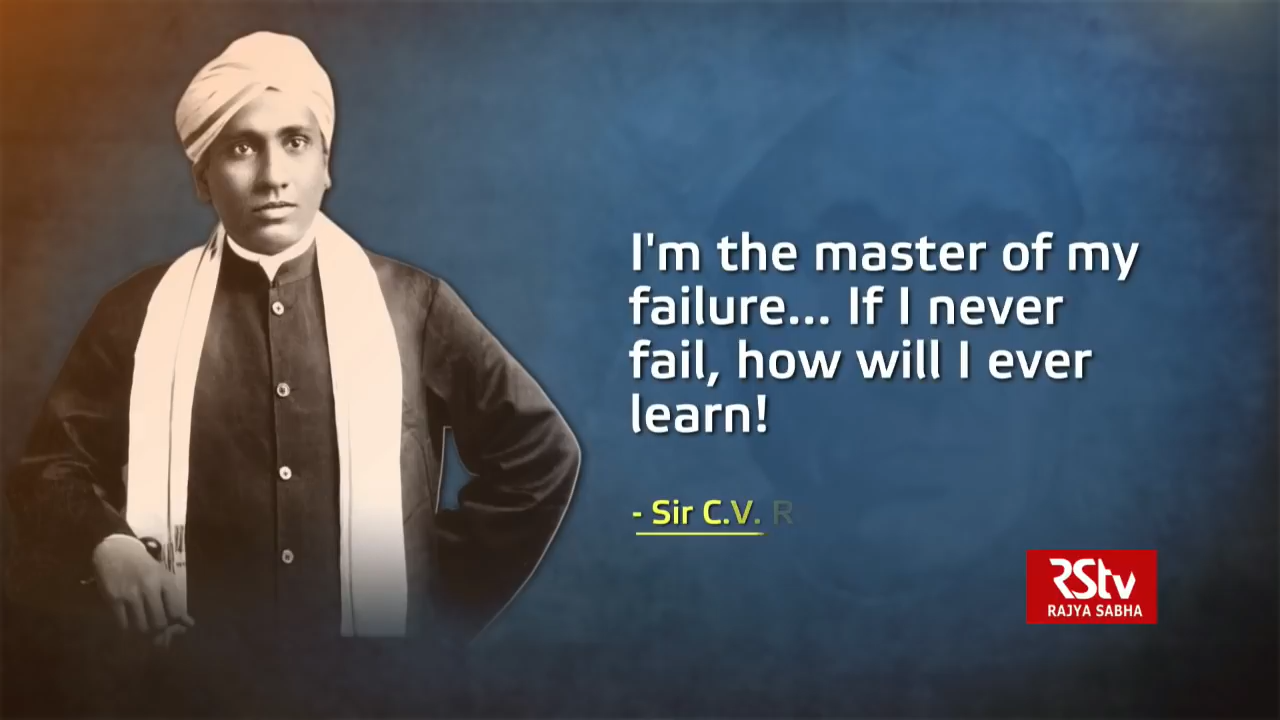 I'm the master of my
failure... If I never
fail, how will I ever
learn!
- Sir C.V. R
RStv
RAJYA SABHA